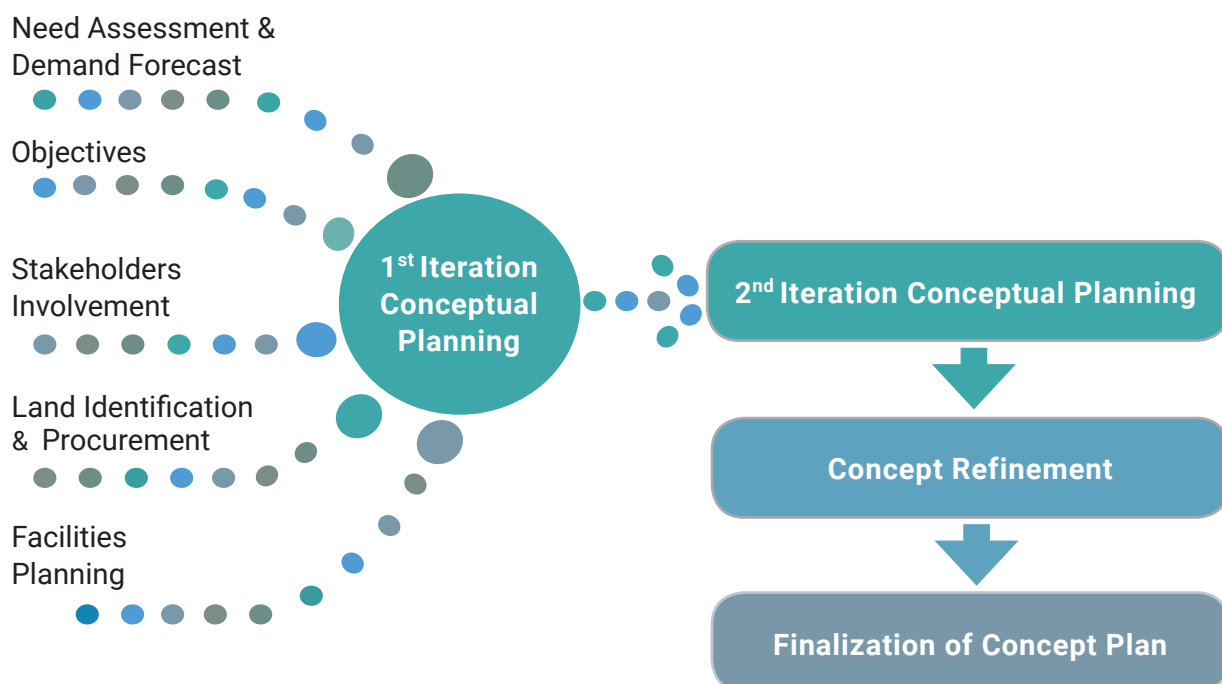 Need Assessment &
Demand Forecast
Objectives
Stakeholders
Involvement
Land Identification
& Procurement
Facilities
Planning
1st Iteration
Conceptual
Planning
2nd Iteration Conceptual Planning
Concept Refinement
Finalization of Concept Plan